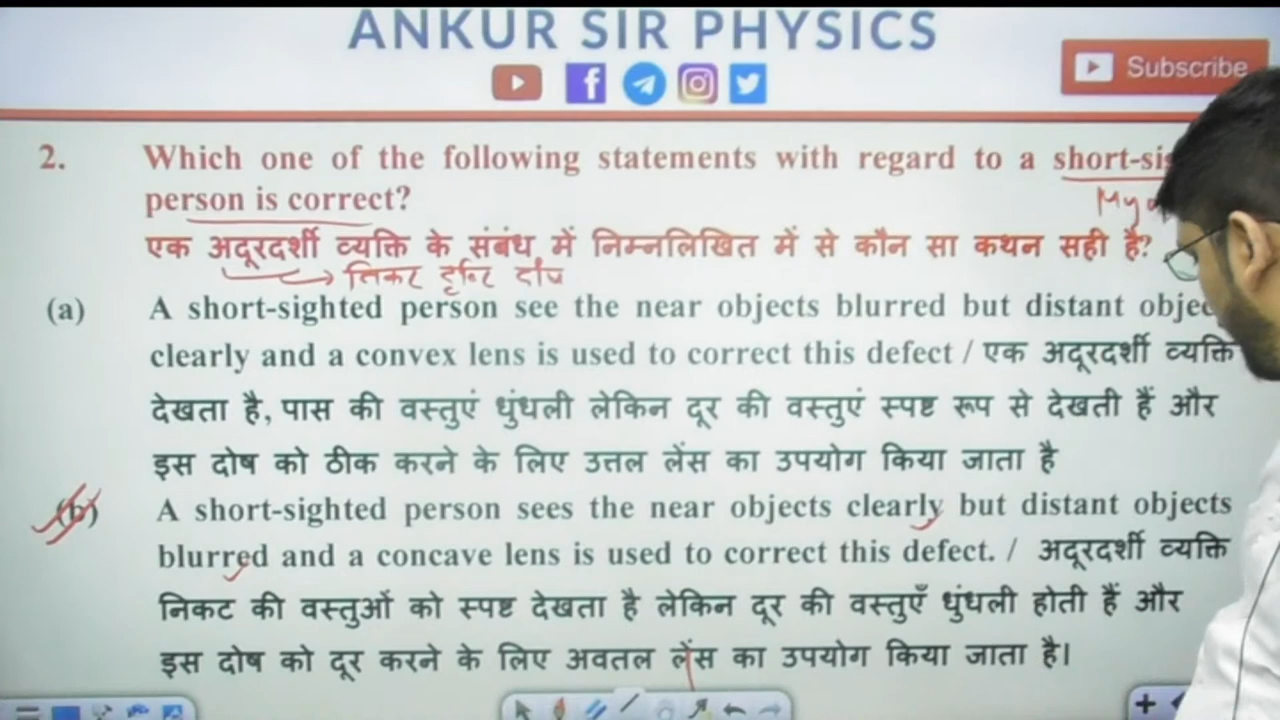 ANKUR SIR PHYSICS
Subscribe
2. Which one of the following statements with regard to a short-sig
person is correct?
एक अदूरदर्शी व्यक्ति के संबंध में निम्नलिखित में से कौन सा कथन सही है?
(a) A short-sighted person see the near objects blurred but distant objec
clearly and a convex lens is used to correct this defect / एक अदूरदर्शी व्यक्ति
देखता है, पास की वस्तुएं धुंधली लेकिन दूर की वस्तुएं स्पष्ट रूप से देखती हैं और
इस दोष को ठीक करने के लिए उत्तल लेंस का उपयोग किया जाता है
(b) A short-sighted person sees the near objects clearly but distant objects
blurred and a concave lens is used to correct this defect. / अदूरदर्शी व्यक्ति
निकट की वस्तुओं को स्पष्ट देखता है लेकिन दूर की वस्तुएँ धुंधली होती हैं और
इस दोष को दूर करने के लिए अवतल लेंस का उपयोग किया जाता है।